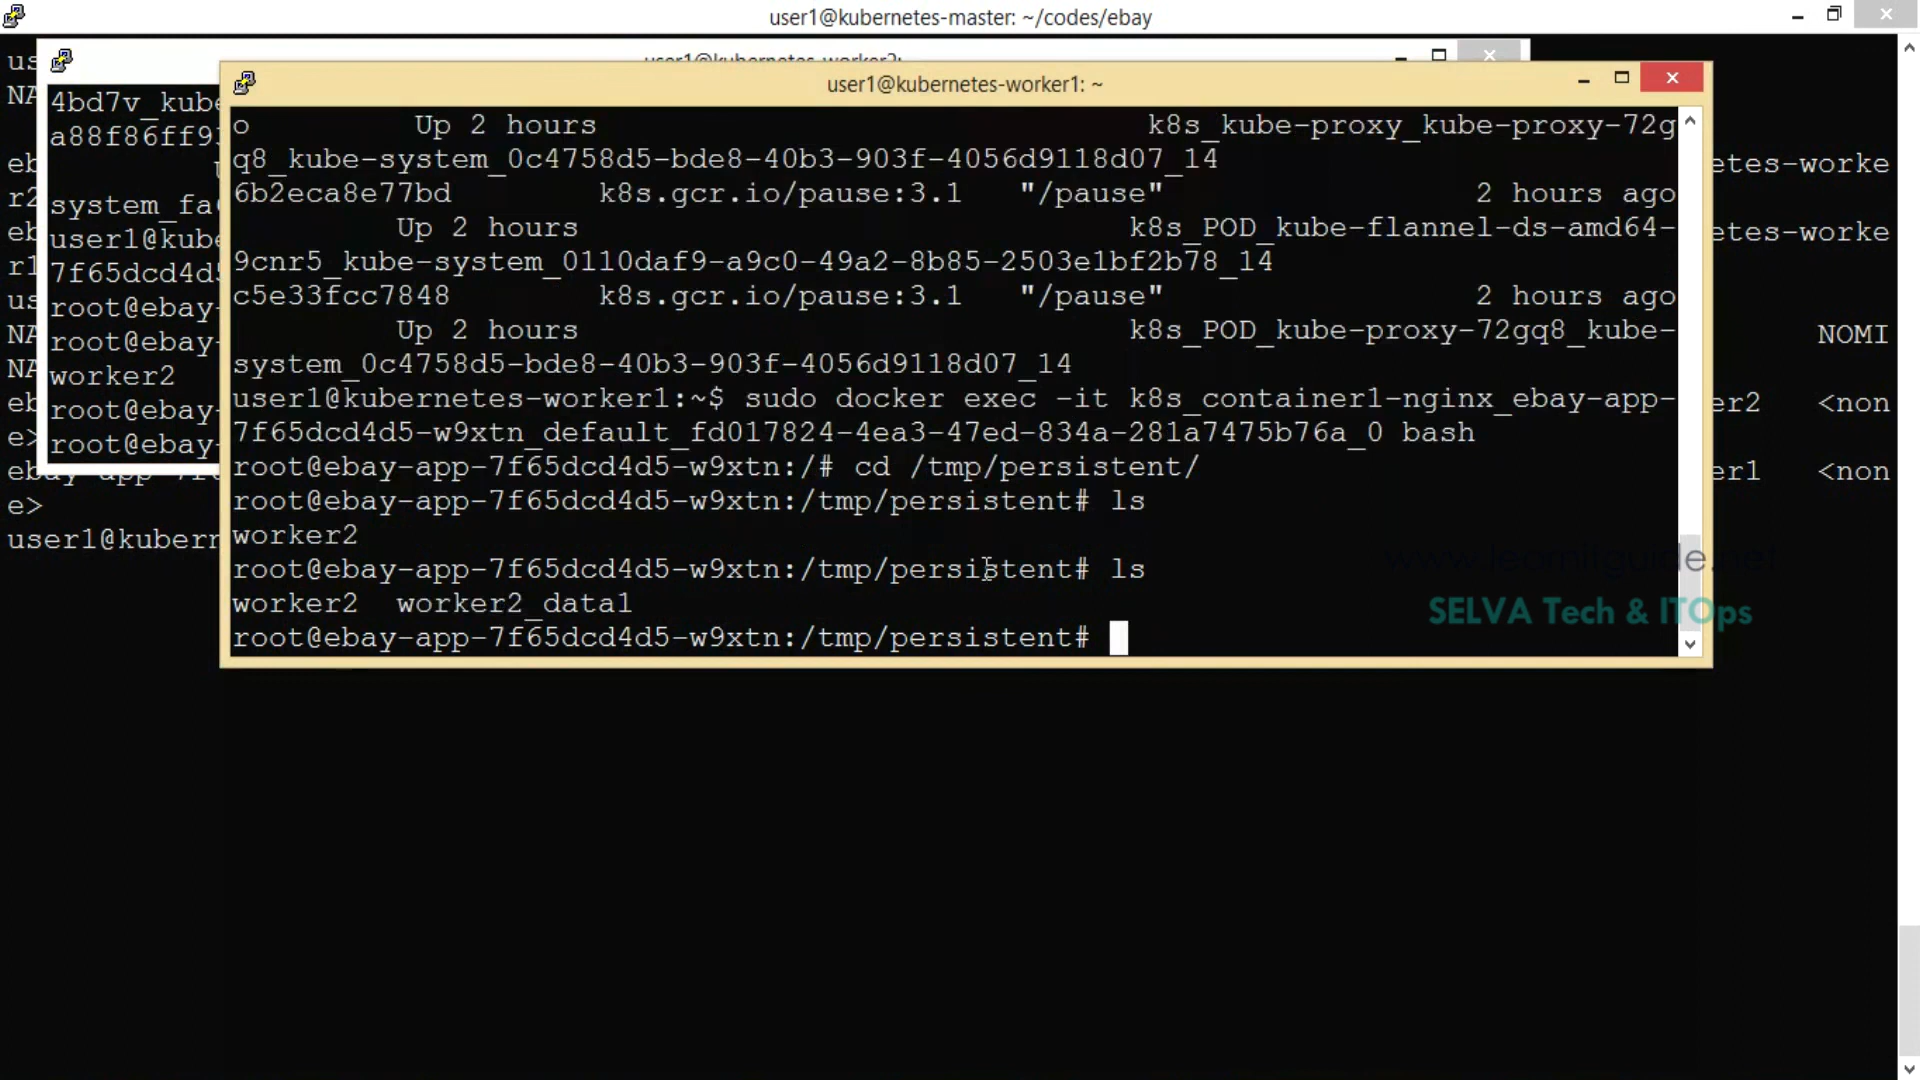 user1@kubernetes-master: ~/codes/ebay
us
NA
eb
r2
eb
r1
us
NA
NA
eb
e>
e>
user1@kubern
etes-worke
etes-worke
NOMI
er2 <non
er1 <non
4bd7v_kube
a88f86ff93
system_fa
user1@kube
7f65dcd4d5
root@ebay-
root@ebay-
worker2
root@ebay-
root@ebay-
user1@kubernetes-worker1: ~
o Up 2 hours k8s_kube-proxy_kube-proxy-72g
q8_kube-system_0c4758d5-bde8-40b3-903f-4056d9118d07_14
6b2eca8e77bd k8s.gcr.io/pause:3.1 "/pause" 2 hours ago
Up 2 hours k8s_POD_kube-flannel-ds-amd64-
9cnr5_kube-system_0110daf9-a9c0-49a2-8b85-2503e1bf2b78_14
c5e33fcc7848 k8s.gcr.io/pause:3.1 "/pause" 2 hours ago
Up 2 hours k8s_POD_kube-proxy-72gq8_kube-
system_0c4758d5-bde8-40b3-903f-4056d9118d07_14
user1@kubernetes-worker1:~$ sudo docker exec -it k8s_container1-nginx_ebay-app-
7f65dcd4d5-w9xtn_default_fd017824-4ea3-47ed-834a-281a7475b76a_0 bash
root@ebay-app-7f65dcd4d5-w9xtn:/# cd /tmp/persistent/
root@ebay-app-7f65dcd4d5-w9xtn:/tmp/persistent# ls
worker2
root@ebay-app-7f65dcd4d5-w9xtn:/tmp/persistent# ls
worker2 worker2_data1
root@ebay-app-7f65dcd4d5-w9xtn:/tmp/persistent#
www.learnitguide.net
SELVA Tech & ITOps